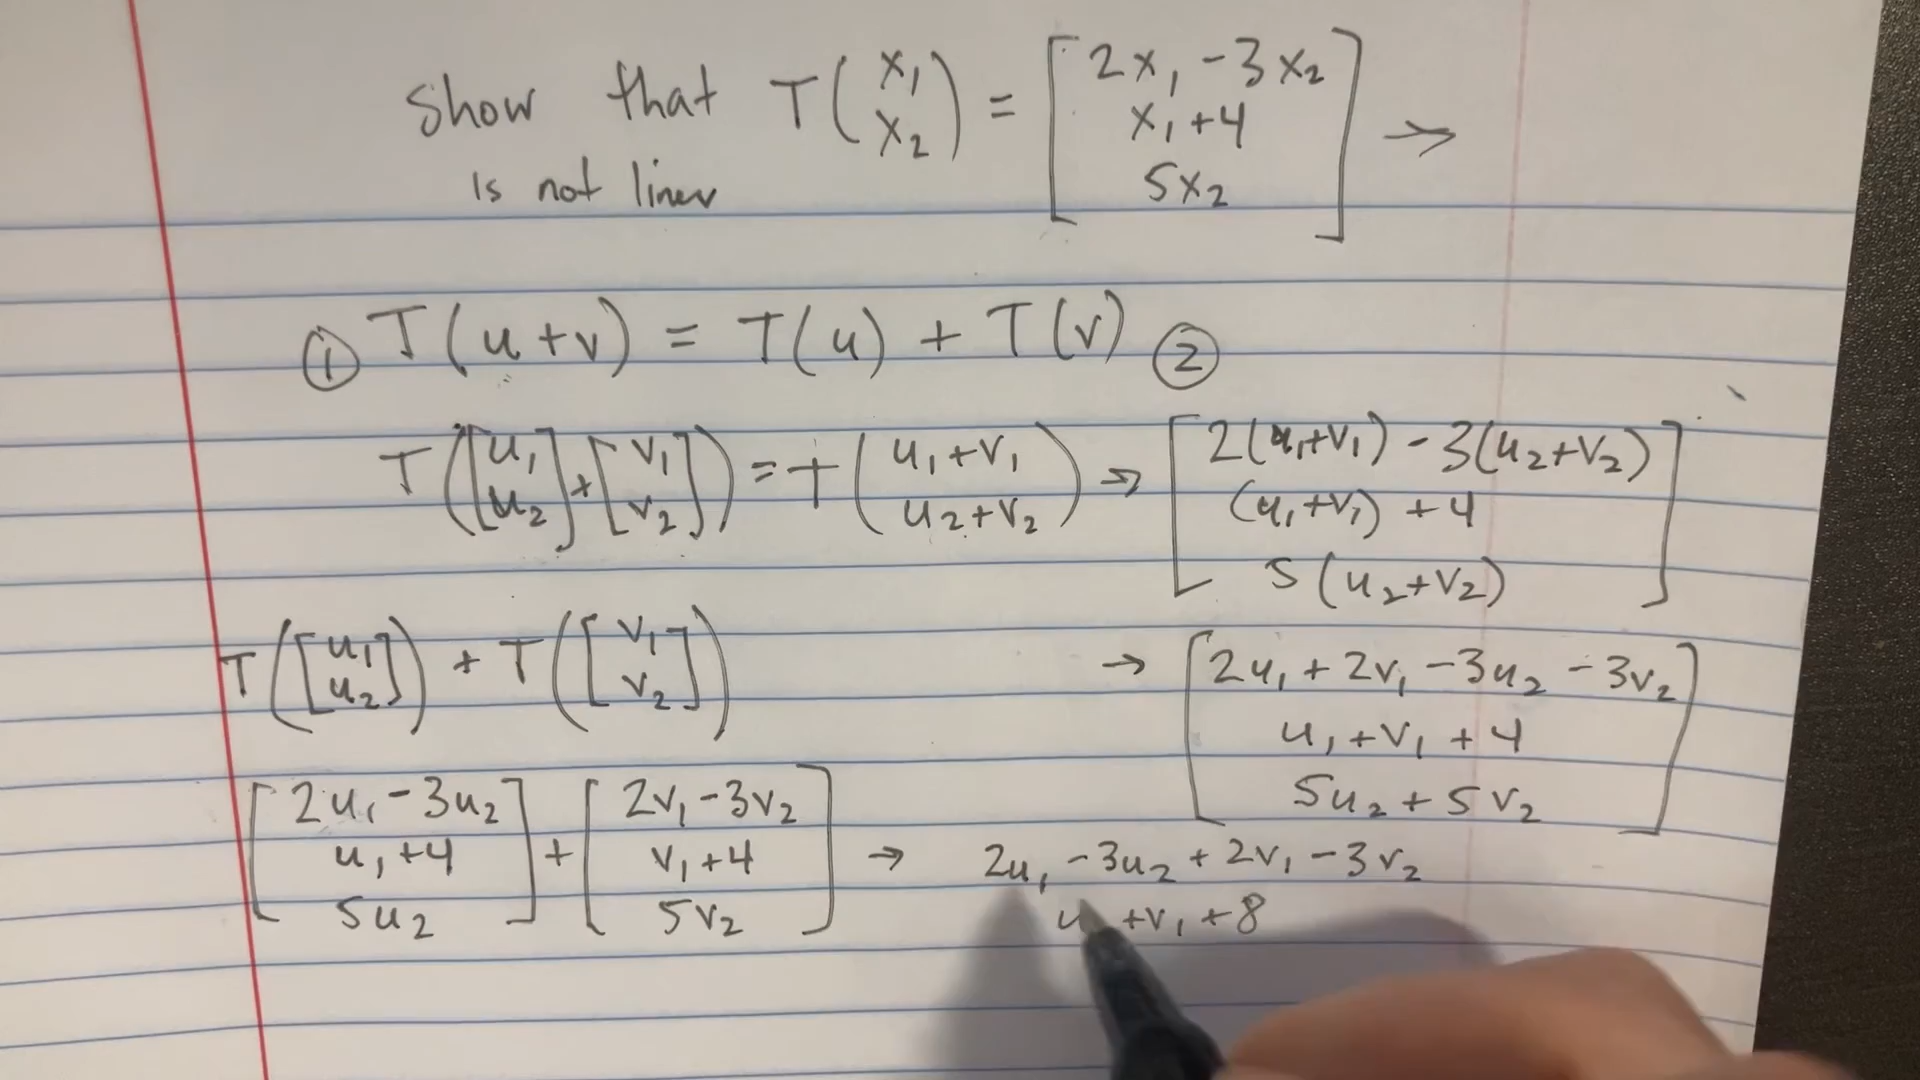 Show that T(x₁ x₂) = [2x₁ - 3x₂
x₁ + 4
5x₂] →
Is not liner
① T(u+v) = T(u) + T(v) ②
T([u₁ u₂] + [v₁ v₂]) = T(u₁+v₁ u₂+v₂) → [2(u₁+v₁) - 3(u₂+v₂)
(u₁+v₁) + 4
5(u₂+v₂)]
T([u₁ u₂]) + T([v₁ v₂])
→ [2u₁ + 2v₁ - 3u₂ - 3v₂
u₁ + v₁ + 4
5u₂ + 5v₂]
[2u₁ - 3u₂ u₁ + 4 5u₂] + [2v₁ - 3v₂ v₁ + 4 5v₂] → 2u₁ - 3u₂ + 2v₁ - 3v₂
u + v₁ + 8